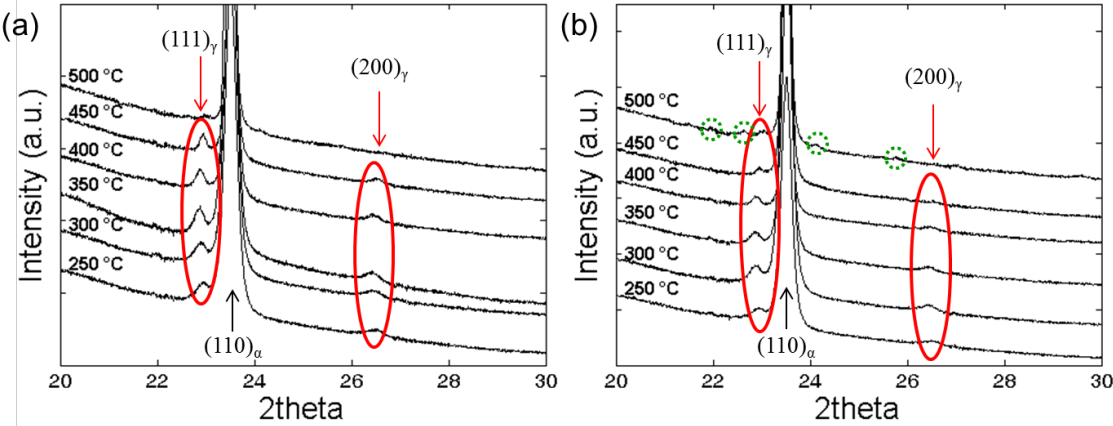 (a)
Intensity (a.u.)
(111)γ
(200)γ
500 °C
450 °C
400 °C
350 °C
300 °C
250 °C
(110)α
20 22 24 26 28 30
2theta
(b)
Intensity (a.u.)
(111)γ
(200)γ
500 °C
450 °C
400 °C
350 °C
300 °C
250 °C
(110)α
20 22 24 26 28 30
2theta